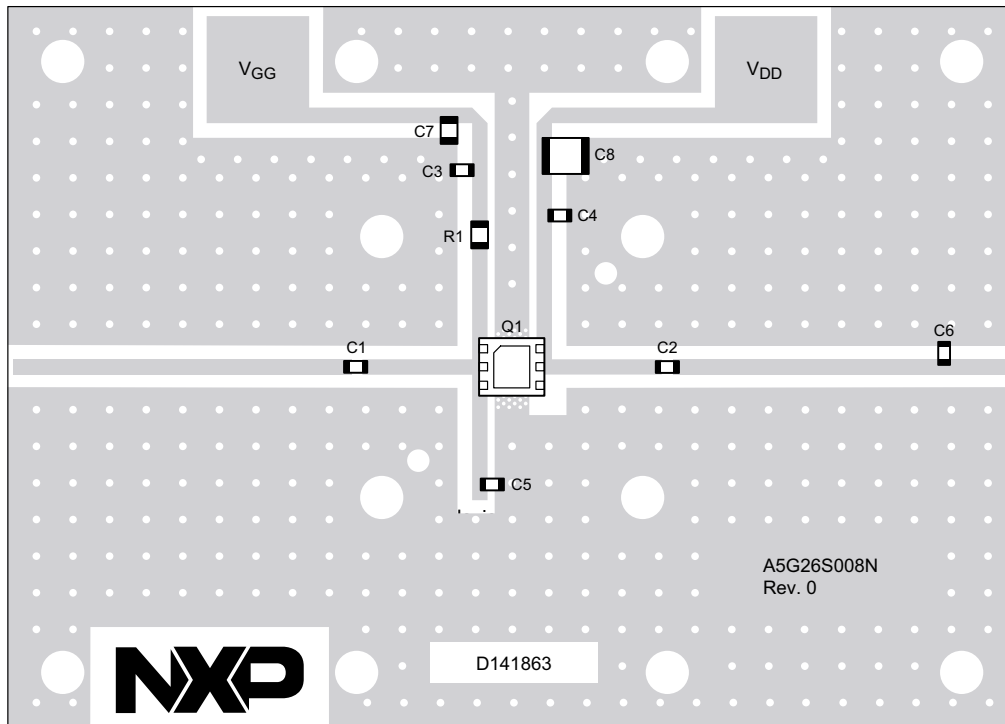 VGG
VDD
C7
C8
C3
C4
R1
Q1
C1
C2
C6
C5
A5G26S008N
Rev. 0
NXP
D141863